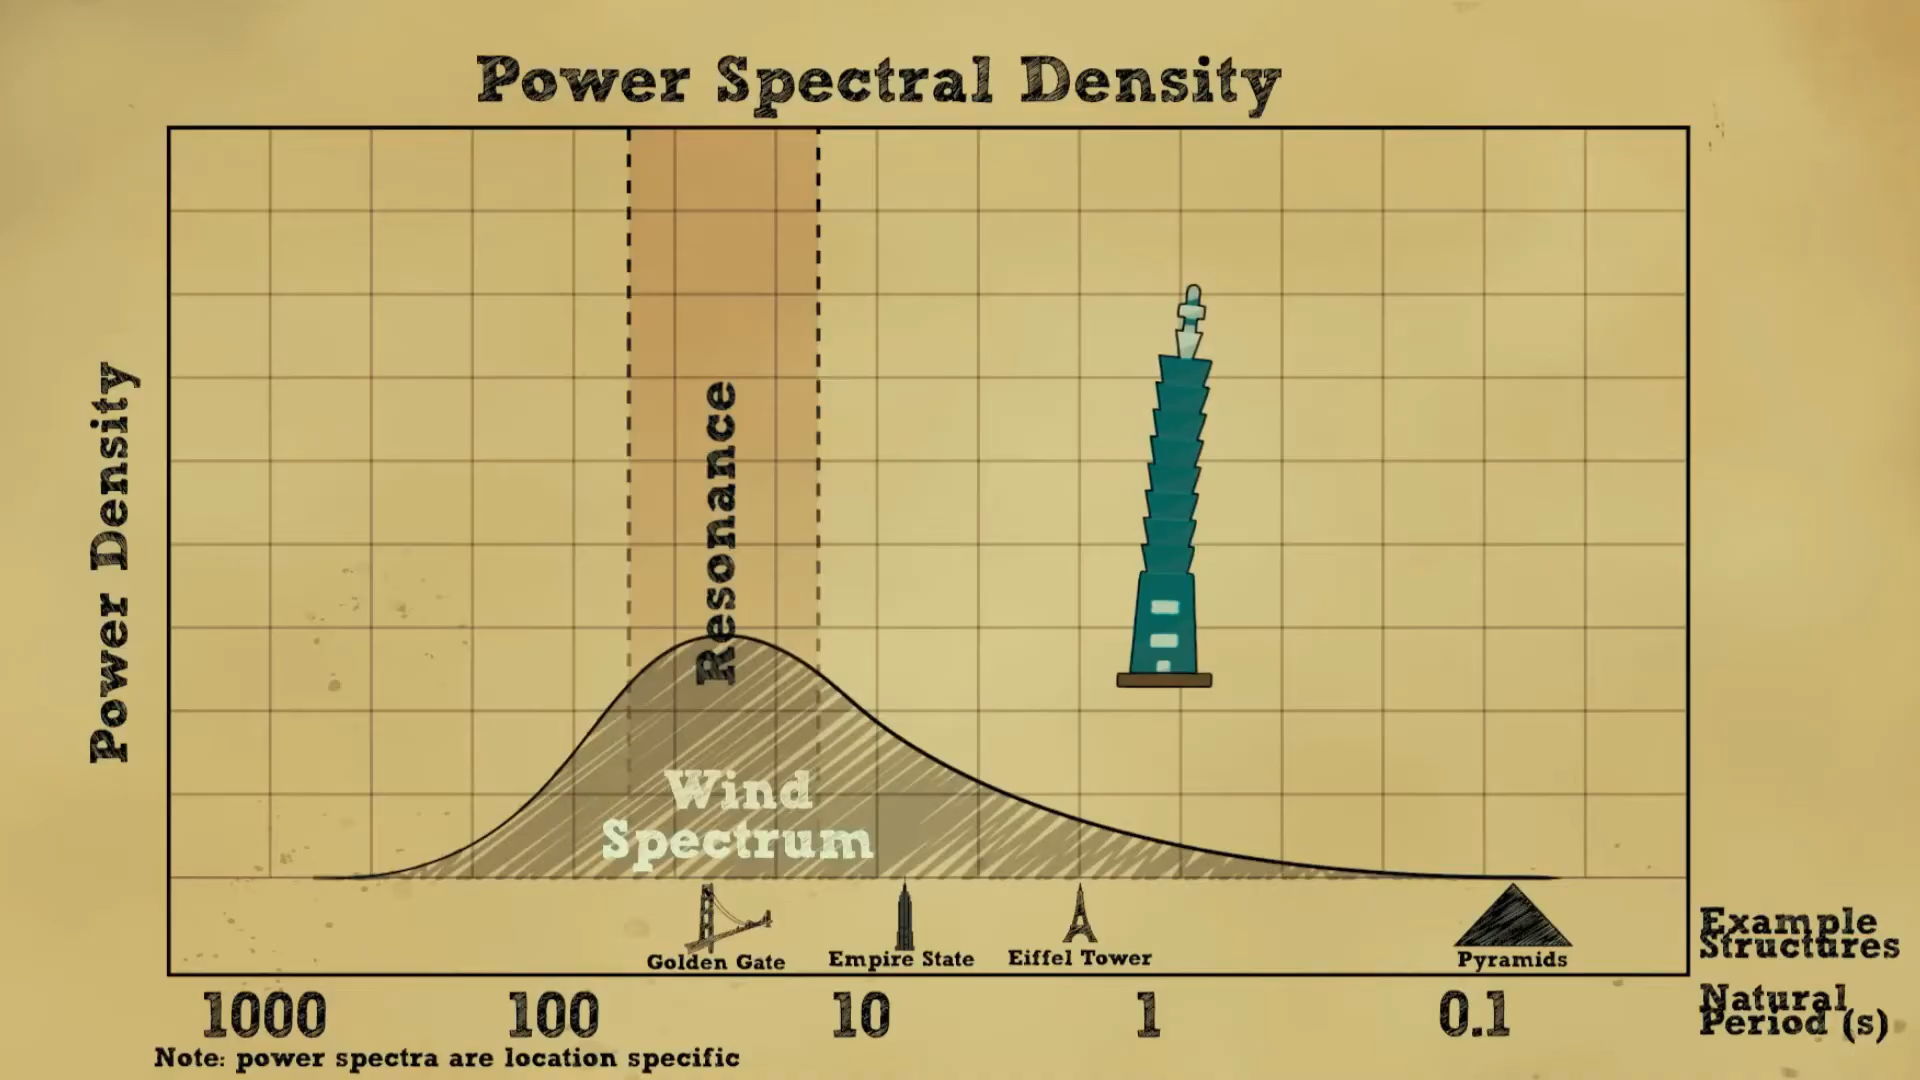 Power Spectral Density
Power Density
Resonance
Wind
Spectrum
Golden Gate
Empire State
Eiffel Tower
Pyramids
Example
Structures
1000
100
10
1
0.1
Natural
Period (s)
Note: power spectra are location specific